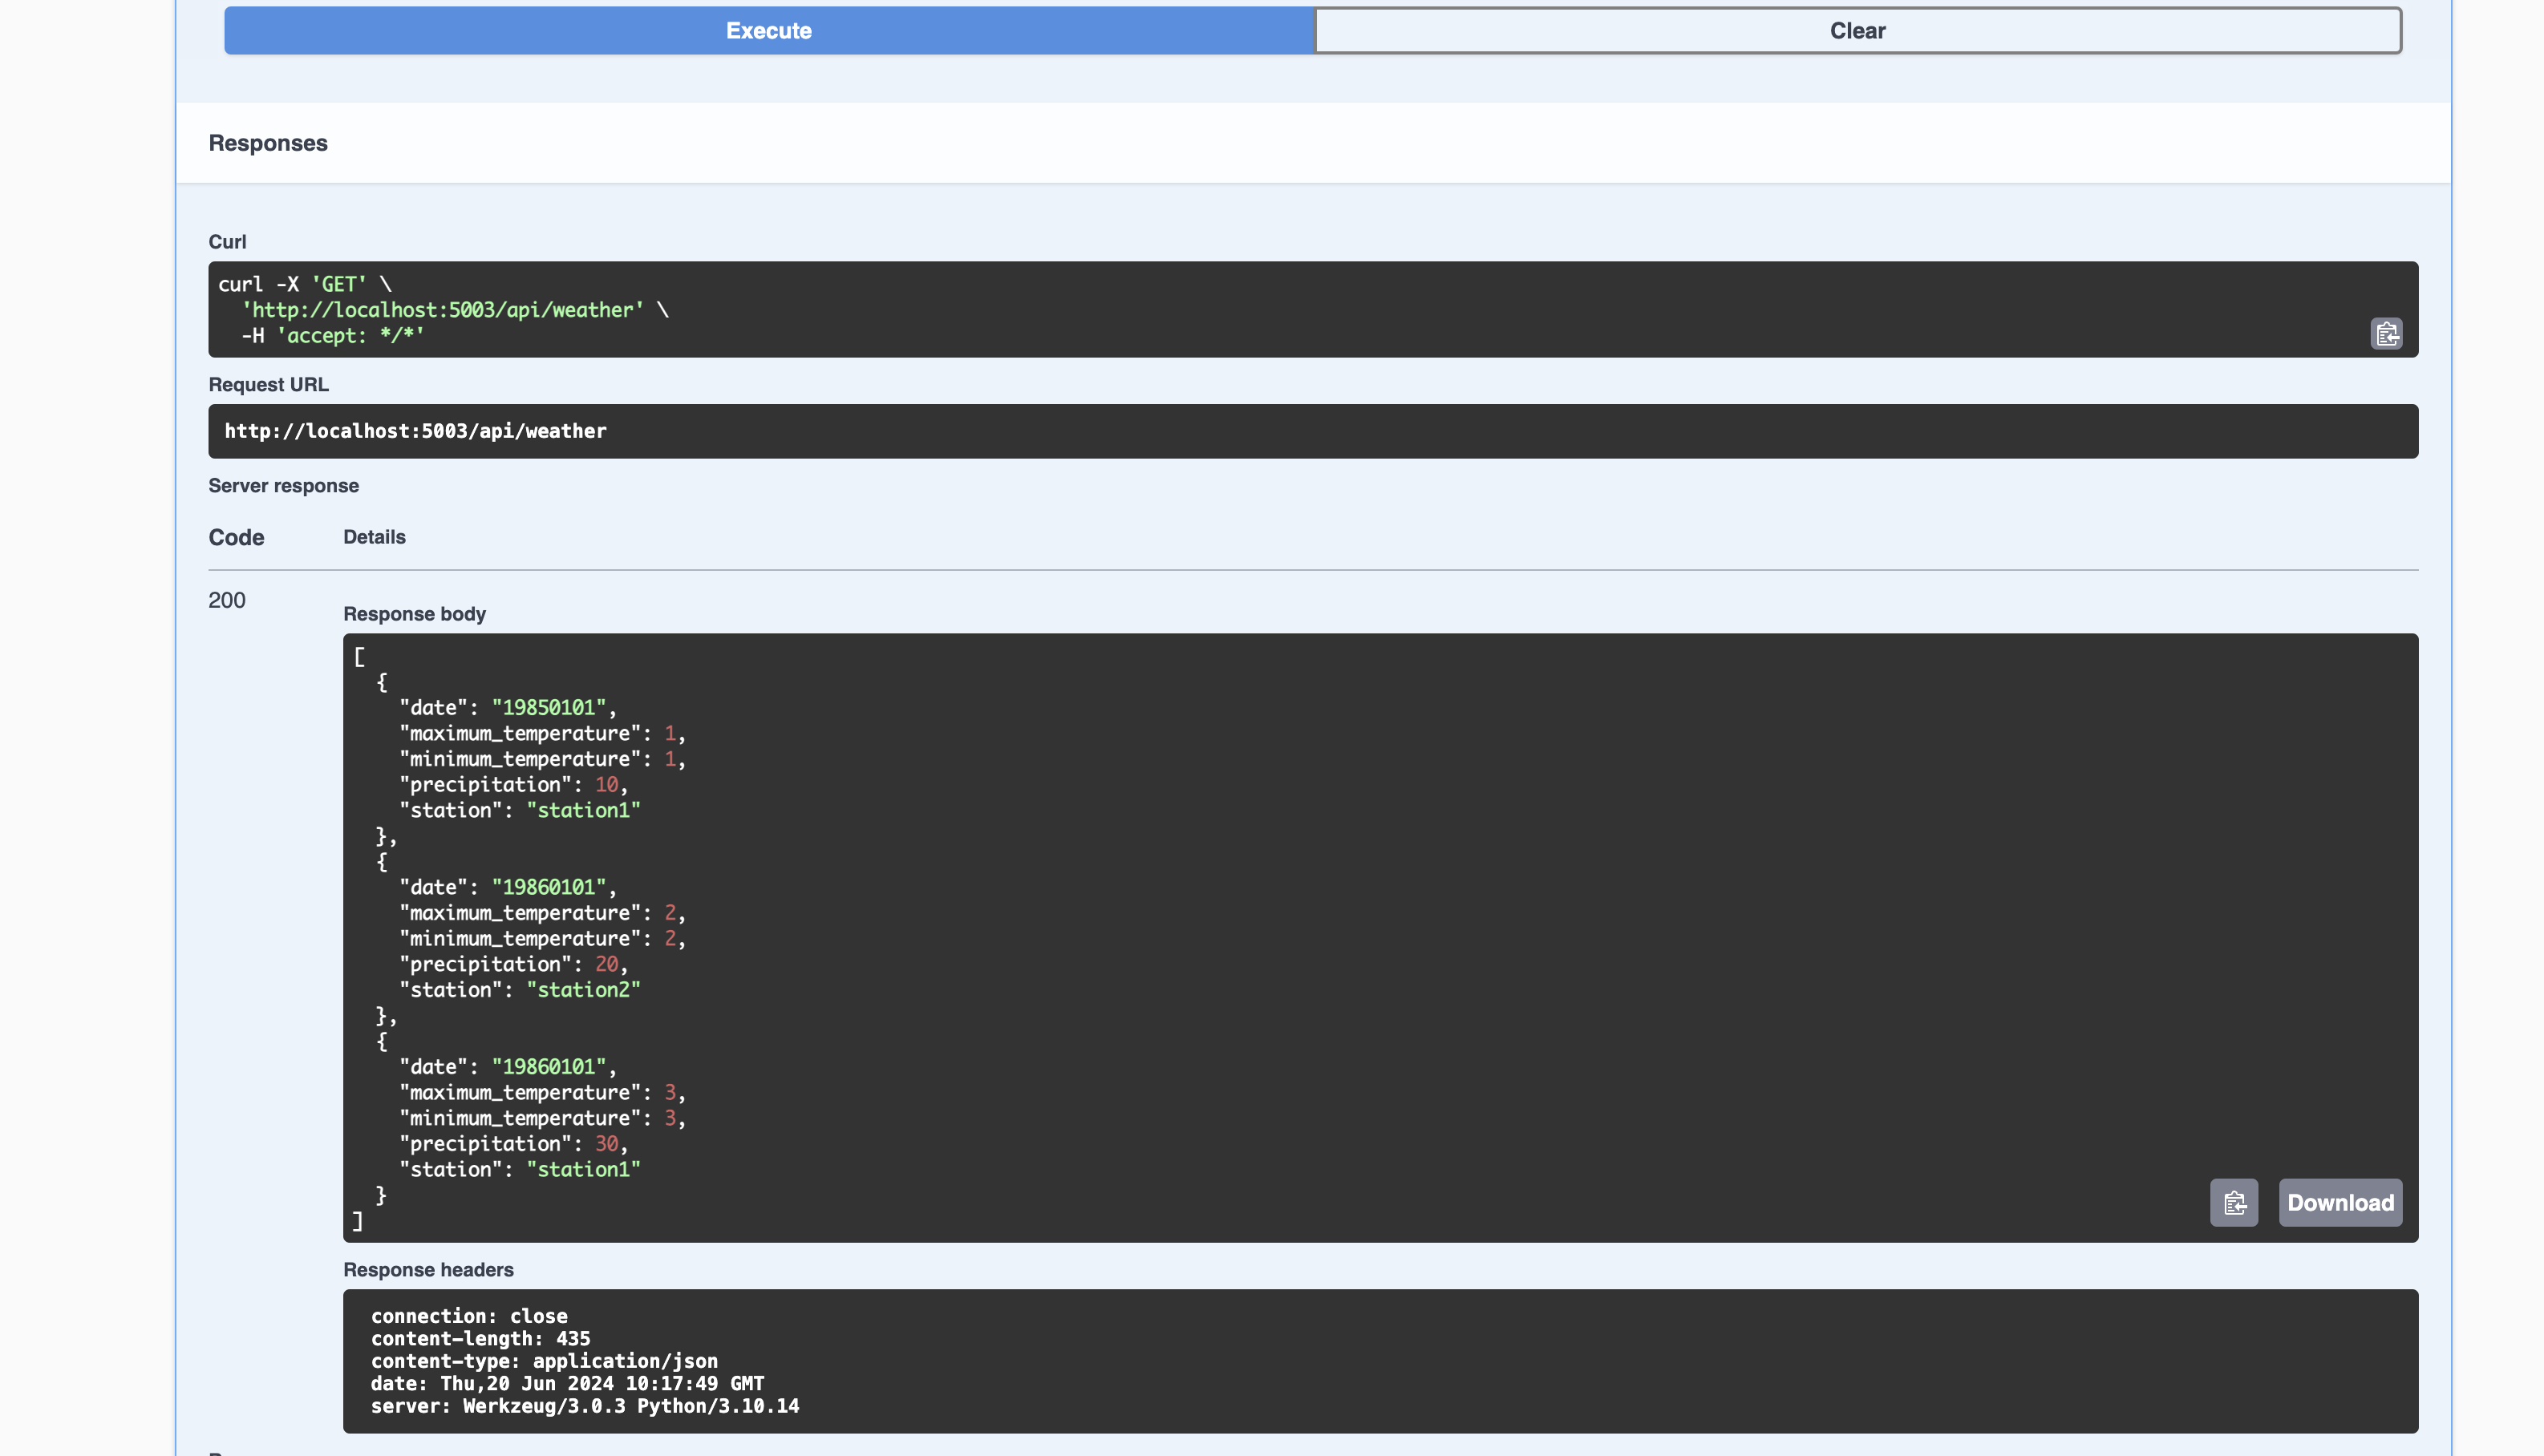 Execute
Clear
Responses
Curl
curl -X 'GET' \
  'http://localhost:5003/api/weather' \
  -H 'accept: */*'
Request URL
http://localhost:5003/api/weather
Server response
Code Details
200
Response body
[
  {
    "date": "19850101",
    "maximum_temperature": 1,
    "minimum_temperature": 1,
    "precipitation": 10,
    "station": "station1"
  },
  {
    "date": "19860101",
    "maximum_temperature": 2,
    "minimum_temperature": 2,
    "precipitation": 20,
    "station": "station2"
  },
  {
    "date": "19860101",
    "maximum_temperature": 3,
    "minimum_temperature": 3,
    "precipitation": 30,
    "station": "station1"
  }
]
Download
Response headers
connection: close
content-length: 435
content-type: application/json
date: Thu,20 Jun 2024 10:17:49 GMT
server: Werkzeug/3.0.3 Python/3.10.14